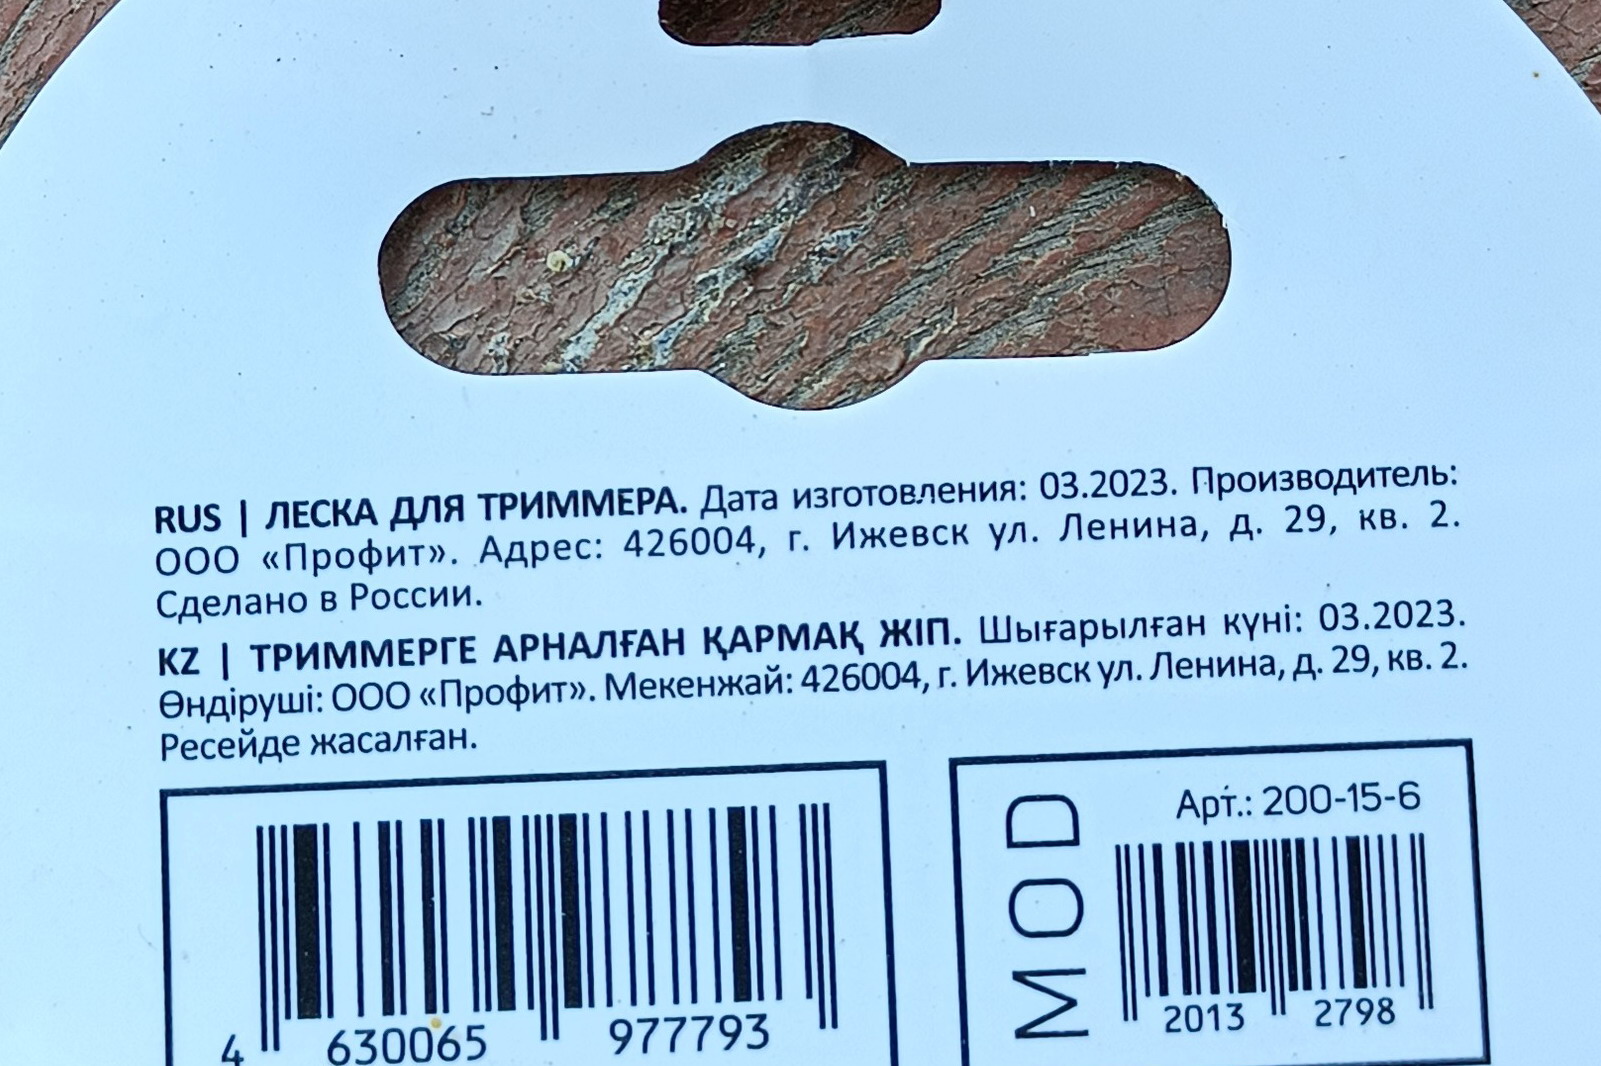 RUS | ЛЕСКА ДЛЯ ТРИММЕРА. Дата изготовления: 03.2023. Производитель:
ООО «Профит». Адрес: 426004, г. Ижевск ул. Ленина, д. 29, кв. 2.
Сделано в России.
KZ | ТРИММЕРГЕ АРНАЛҒАН ҚАРМАҚ ЖІП. Шығарылған күні: 03.2023.
Өндіруші: ООО «Профит». Мекенжай: 426004, г. Ижевск ул. Ленина, д. 29, кв. 2.
Ресейде жасалған.
4 630065 977793
MOD
Арт.: 200-15-6
2013 2798